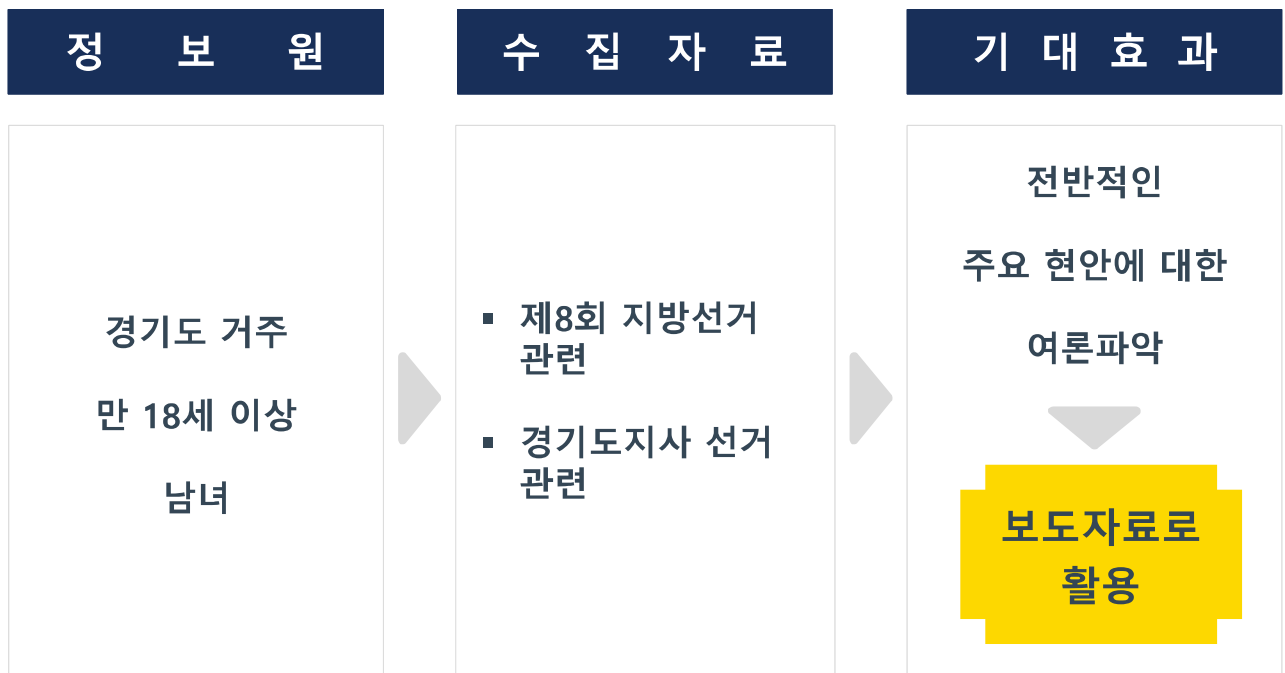 정 보 원
수 집 자 료
기 대 효 과
경기도 거주
만 18세 이상
남녀
▪ 제8회 지방선거
관련
▪ 경기도지사 선거
관련
전반적인
주요 현안에 대한
여론파악
보도자료로
활용